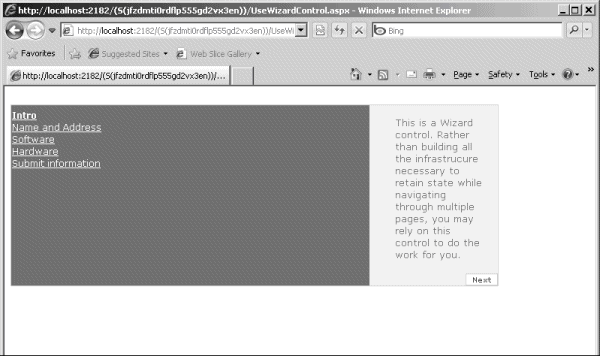 http://localhost:2182/(S(jfzdmti0rdflp555gd2vx3en))/UseWizardControl.aspx - Windows Internet Explorer
http://localhost:2182/(S(jfzdmti0rdflp555gd2vx3en))/UseWi
Bing
Favorites Suggested Sites Web Slice Gallery
http://localhost:2182/(S(jfzdmti0rdflp555gd2vx3en))/...
Page Safety Tools »
Intro
Name and Address
Software
Hardware
Submit information
This is a Wizard
control. Rather
than building all
the infrastrucure
necessary to
retain state while
navigating
through multiple
pages, you may
rely on this
control to do the
work for you.
Next